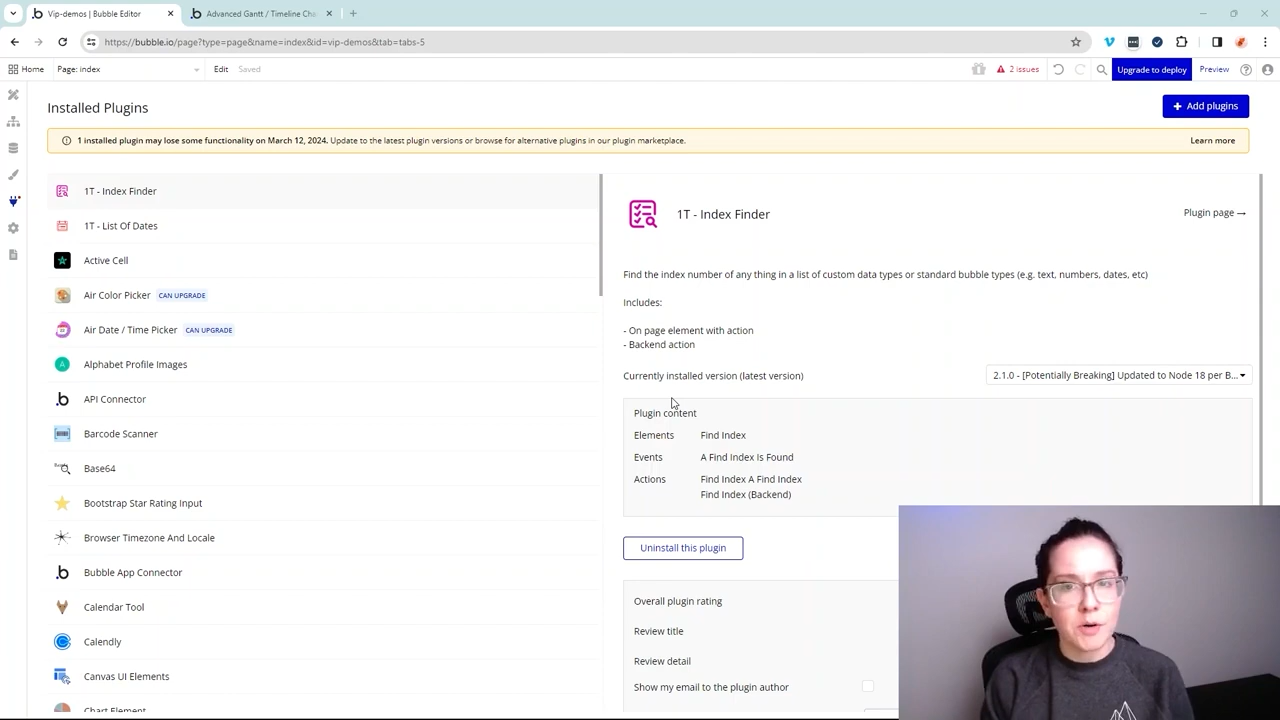 Vip-demos | Bubble Editor
Advanced Gantt / Timeline Cha
https://bubble.io/page?type=page&name=index&id=vip-demos&tab=tabs-5
Home
Page: index
Edit
Saved
2 issues
Upgrade to deploy
Preview
Installed Plugins
Add plugins
1 installed plugin may lose some functionality on March 12, 2024. Update to the latest plugin versions or browse for alternative plugins in our plugin marketplace.
Learn more
1T - Index Finder
1T - List Of Dates
Active Cell
Air Color Picker CAN UPGRADE
Air Date / Time Picker CAN UPGRADE
Alphabet Profile Images
API Connector
Barcode Scanner
Base64
Bootstrap Star Rating Input
Browser Timezone And Locale
Bubble App Connector
Calendar Tool
Calendly
Canvas UI Elements
Chart Element
1T - Index Finder
Plugin page →
Find the index number of any thing in a list of custom data types or standard bubble types (e.g. text, numbers, dates, etc)
Includes:
- On page element with action
- Backend action
Currently installed version (latest version)
2.1.0 - [Potentially Breaking] Updated to Node 18 per B...
Plugin content
Elements Find Index
Events A Find Index Is Found
Actions Find Index A Find Index
Find Index (Backend)
Uninstall this plugin
Overall plugin rating
Review title
Review detail
Show my email to the plugin author